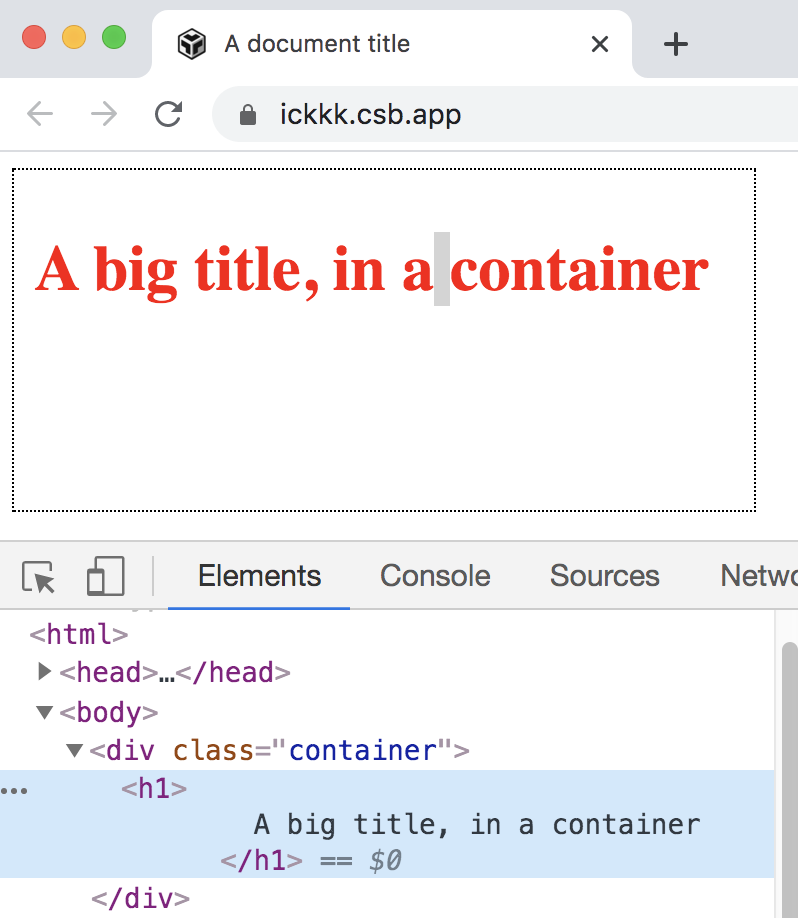 A document title
ickkk.csb.app
A big title, in a container
Elements Console Sources
<html>
<head>…</head>
<body>
<div class="container">
<h1>
A big title, in a container
</h1> == $0
</div>